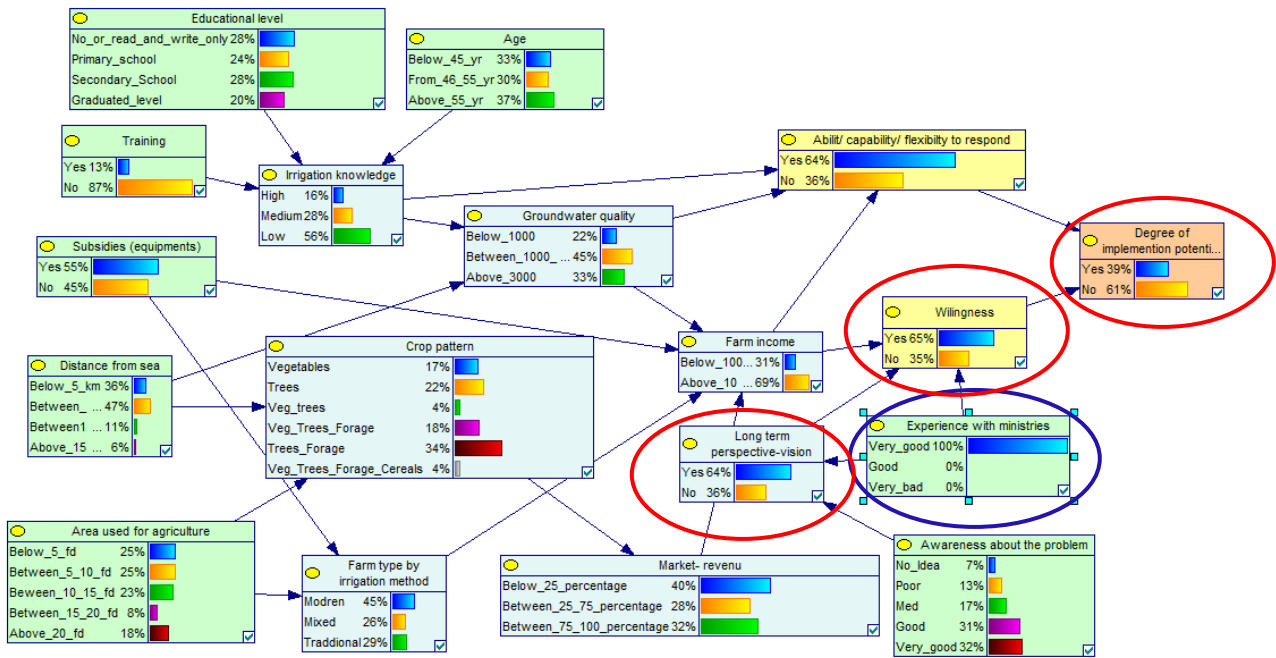 Educational level
No_or_read_and_write_only 28%
Primary_school 24%
Secondary_School 28%
Graduated_level 20%
Age
Below_45_yr 33%
From_46_55_yr 30%
Above_55_yr 37%
Training
Yes 13%
No 87%
Irrigation knowledge
High 16%
Medium 28%
Low 56%
Abilit/ capability/ flexibilty to respond
Yes 64%
No 36%
Groundwater quality
Below_1000 22%
Between_1000_ ... 45%
Above_3000 33%
Degree of
implemention potenti...
Yes 39%
No 61%
Subsidies (equipments)
Yes 55%
No 45%
Wilingness
Yes 65%
No 35%
Farm income
Below_100... 31%
Above_10 ... 69%
Crop pattern
Vegetables 17%
Trees 22%
Veg_trees 4%
Veg_Trees_Forage 18%
Trees_Forage 34%
Veg_Trees_Forage_Cereals 4%
Distance from sea
Below_5_km 36%
Between_ ... 47%
Between1 ... 11%
Above_15 ... 6%
Long term
perspective-vision
Yes 64%
No 36%
Experience with ministries
Very_good 100%
Good 0%
Very_bad 0%
Area used for agriculture
Below_5_fd 25%
Between_5_10_fd 25%
Beween_10_15_fd 23%
Between_15_20_fd 8%
Above_20_fd 18%
Farm type by
irrigation method
Modren 45%
Mixed 26%
Traddional 29%
Market- revenu
Below_25_percentage 40%
Between_25_75_percentage 28%
Between_75_100_percentage 32%
Awareness about the problem
No_Idea 7%
Poor 13%
Med 17%
Good 31%
Very_good 32%